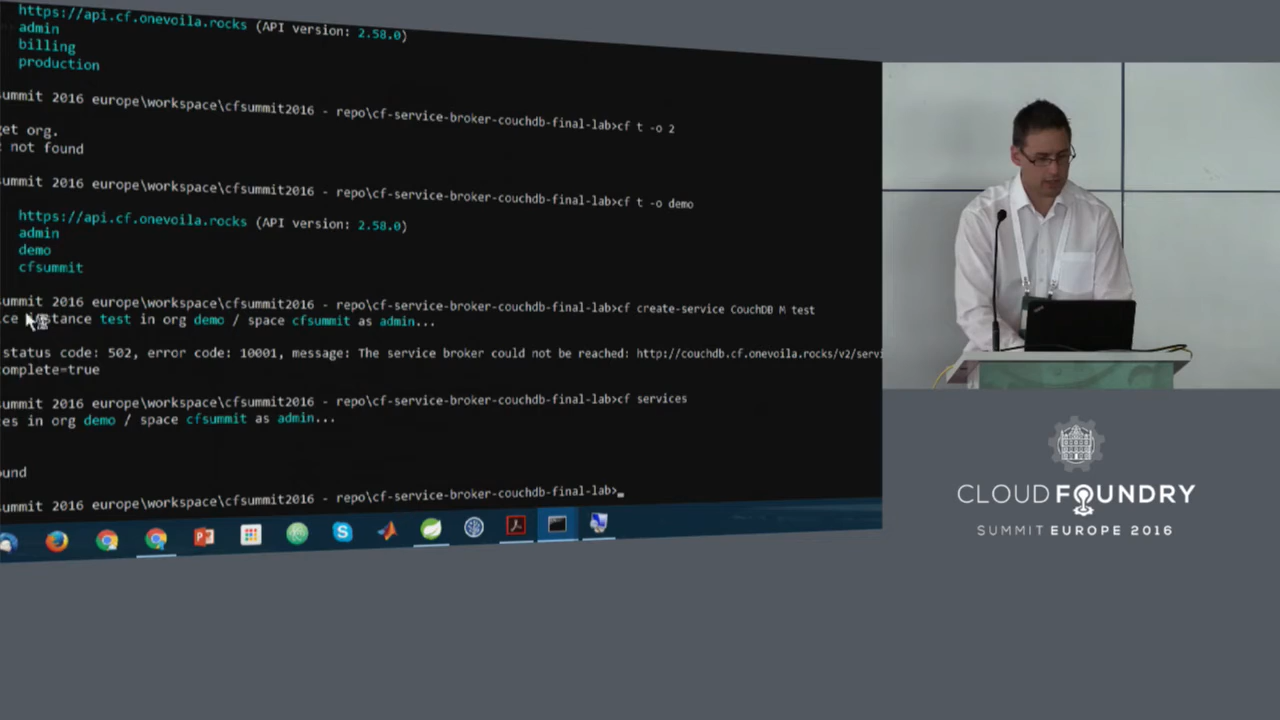 https://api.cf.onevoila.rocks (API version: 2.58.0)
admin
billing
production
ummit 2016 europe\workspace\cfsummit2016 - repo\cf-service-broker-couchdb-final-lab>cf t -o 2
get org.
not found
ummit 2016 europe\workspace\cfsummit2016 - repo\cf-service-broker-couchdb-final-lab>cf t -o demo
https://api.cf.onevoila.rocks (API version: 2.58.0)
admin
demo
cfsummit
ummit 2016 europe\workspace\cfsummit2016 - repo\cf-service-broker-couchdb-final-lab>cf create-service CouchDB M test
ce instance test in org demo / space cfsummit as admin...
status code: 502, error code: 10001, message: The service broker could not be reached: http://couchdb.cf.onevoila.rocks/v2/servi
omplete=true
ummit 2016 europe\workspace\cfsummit2016 - repo\cf-service-broker-couchdb-final-lab>cf services
es in org demo / space cfsummit as admin...
ound
ummit 2016 europe\workspace\cfsummit2016 - repo\cf-service-broker-couchdb-final-lab>_
CLOUD FOUNDRY
SUMMIT EUROPE 2016